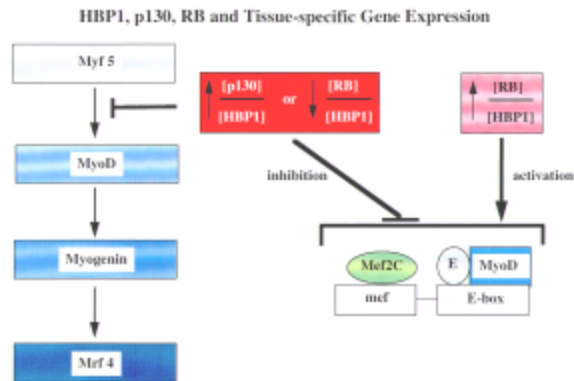 HBP1, p130, RB and Tissue-specific Gene Expression
Myf 5
MyoD
Myogenin
Mrf 4
[p130]
[HBP1]
or
[RB]
[HBP1]
[RB]
[HBP1]
inhibition
activation
Mef2C
E
MyoD
mef
E-box